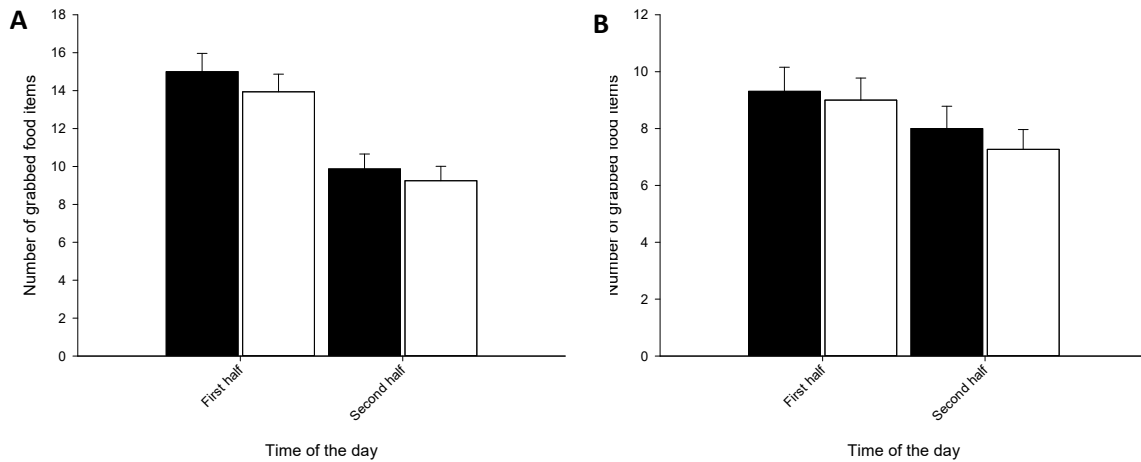 A
Number of grabbed food items
18
16
14
12
10
8
6
4
2
0
First half
Second half
Time of the day
B
Number of grabbed food items
12
10
8
6
4
2
0
First half
Second half
Time of the day